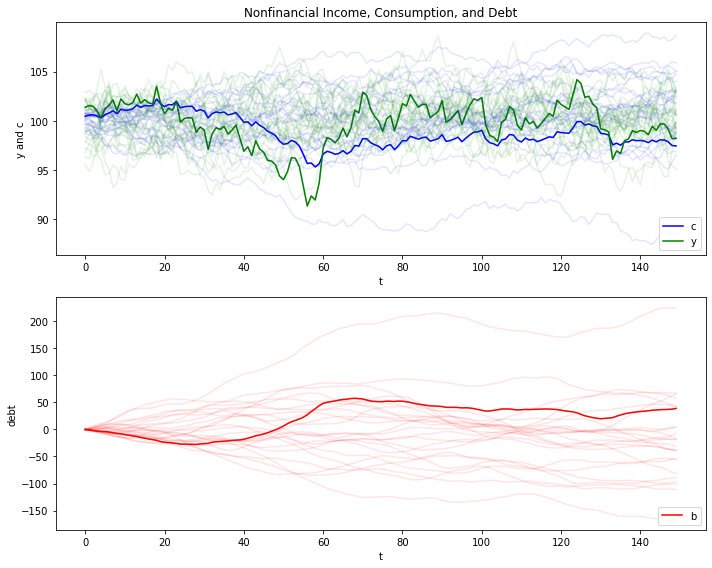 Nonfinancial Income, Consumption, and Debt
105
100
95
90
y and c
c
y
0 20 40 60 80 100 120 140
t
200
150
100
50
0
−50
−100
−150
debt
b
0 20 40 60 80 100 120 140
t